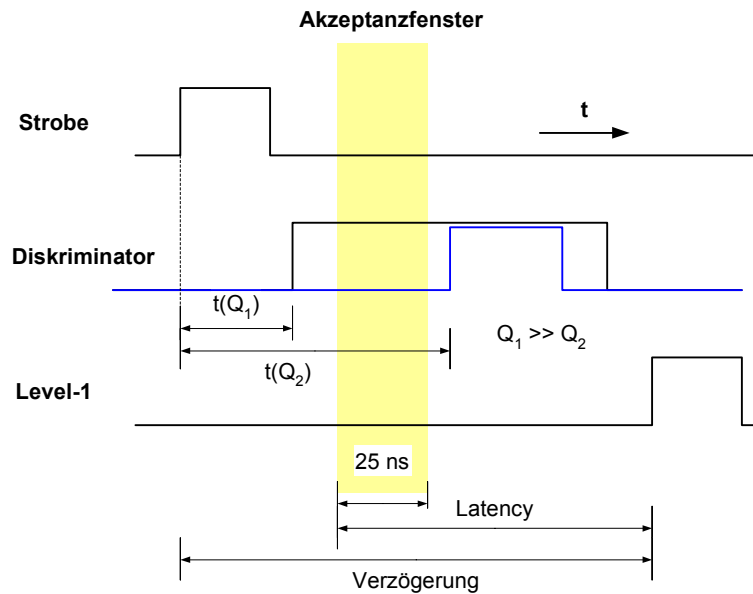 Akzeptanzfenster
Strobe
t
Diskriminator
t(Q₁)
Q₁ >> Q₂
t(Q₂)
Level-1
25 ns
Latency
Verzögerung